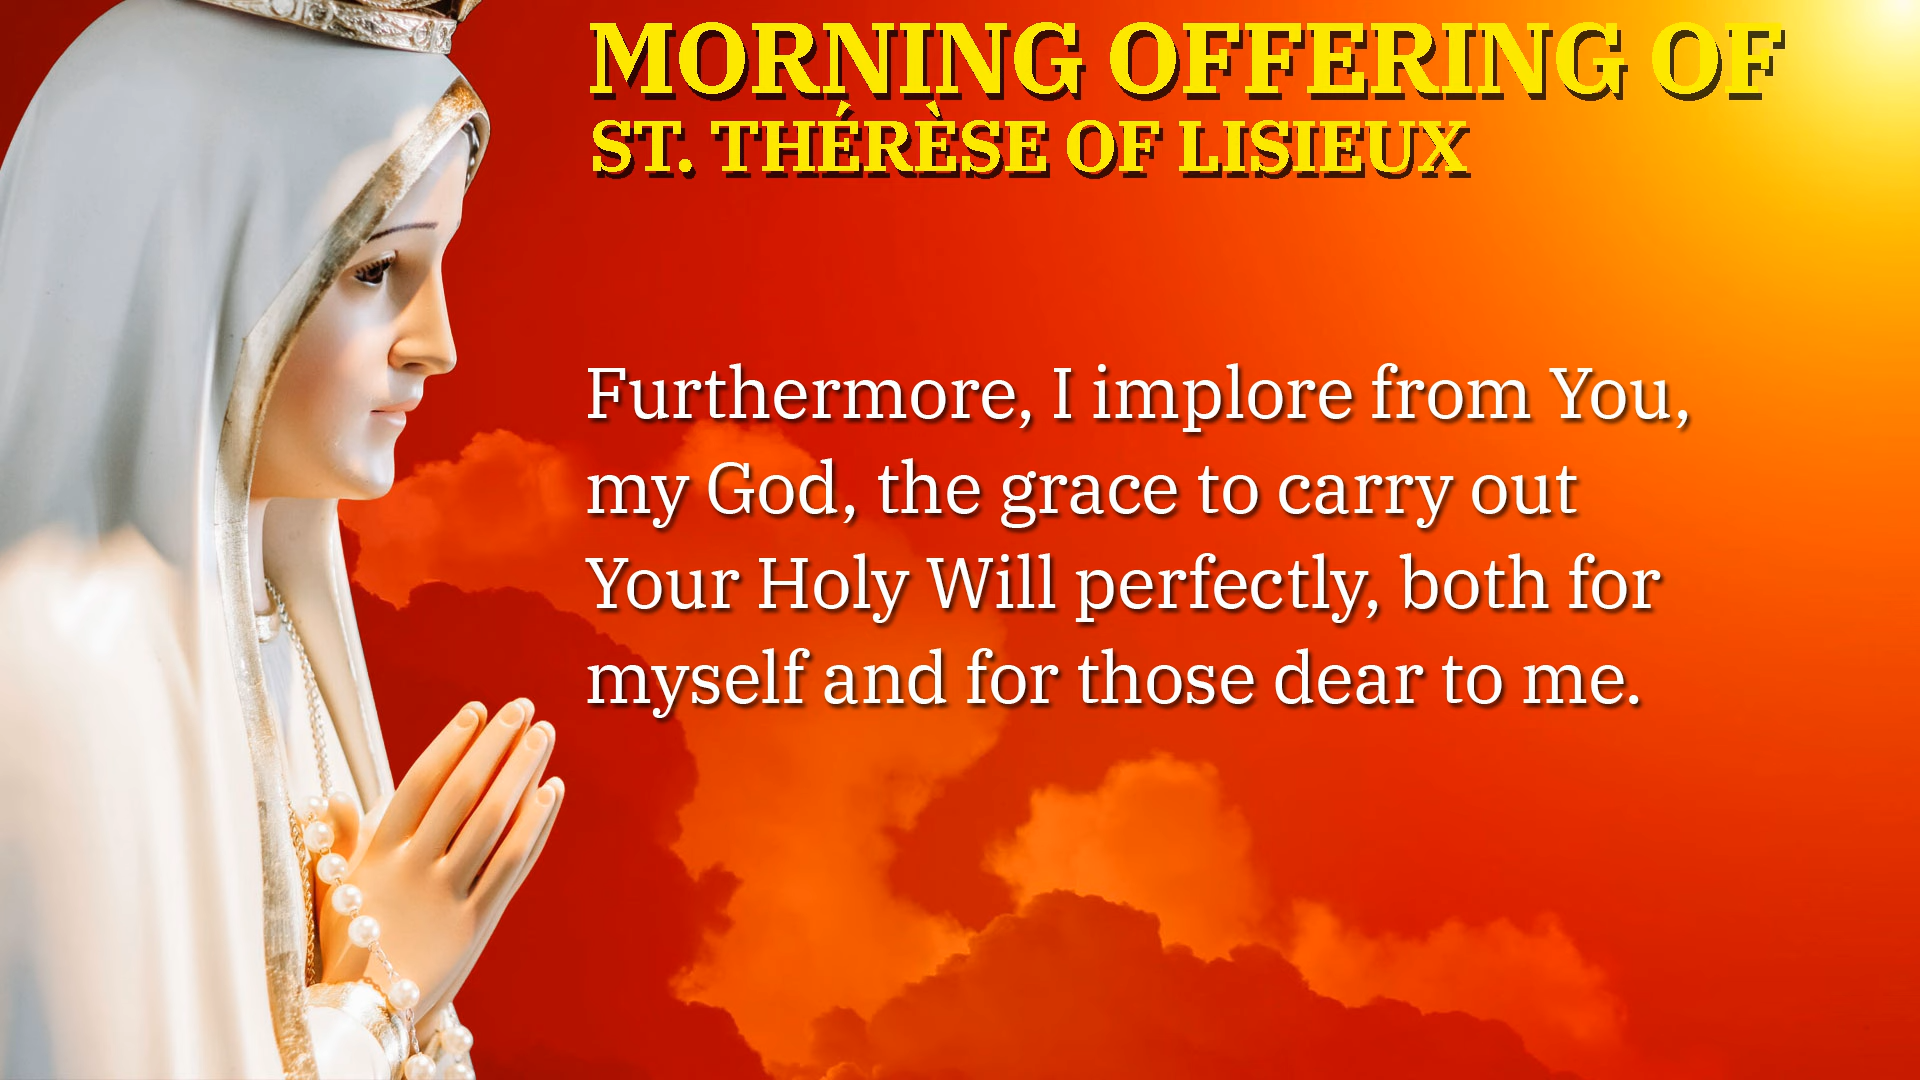 MORNING OFFERING OF
ST. THÉRÈSE OF LISIEUX
Furthermore, I implore from You,
my God, the grace to carry out
Your Holy Will perfectly, both for
myself and for those dear to me.